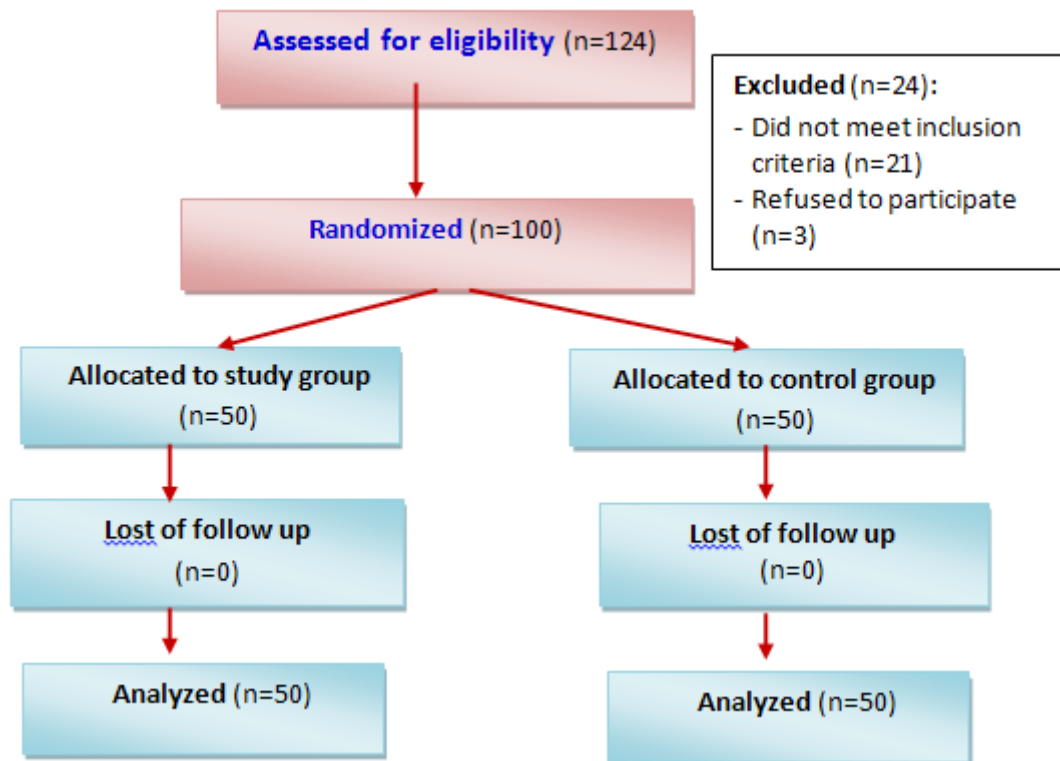 Assessed for eligibility (n=124)
Excluded (n=24):
- Did not meet inclusion
criteria (n=21)
- Refused to participate
(n=3)
Randomized (n=100)
Allocated to study group
(n=50)
Allocated to control group
(n=50)
Lost of follow up
(n=0)
Lost of follow up
(n=0)
Analyzed (n=50)
Analyzed (n=50)